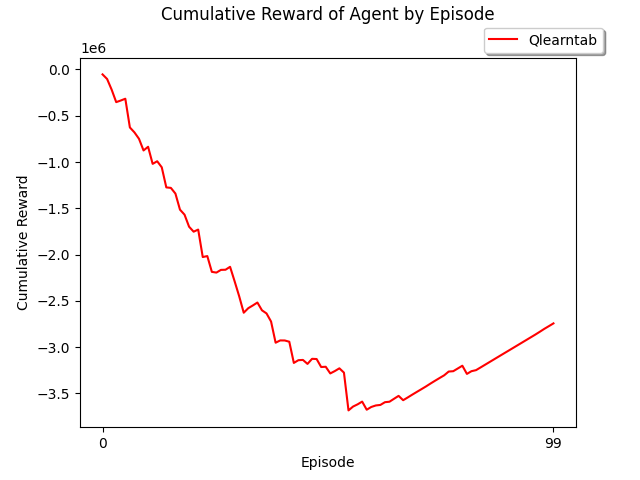 Cumulative Reward of Agent by Episode
Qlearntab
1e6
0.0
−0.5
−1.0
−1.5
−2.0
−2.5
−3.0
−3.5
Cumulative Reward
0 99
Episode